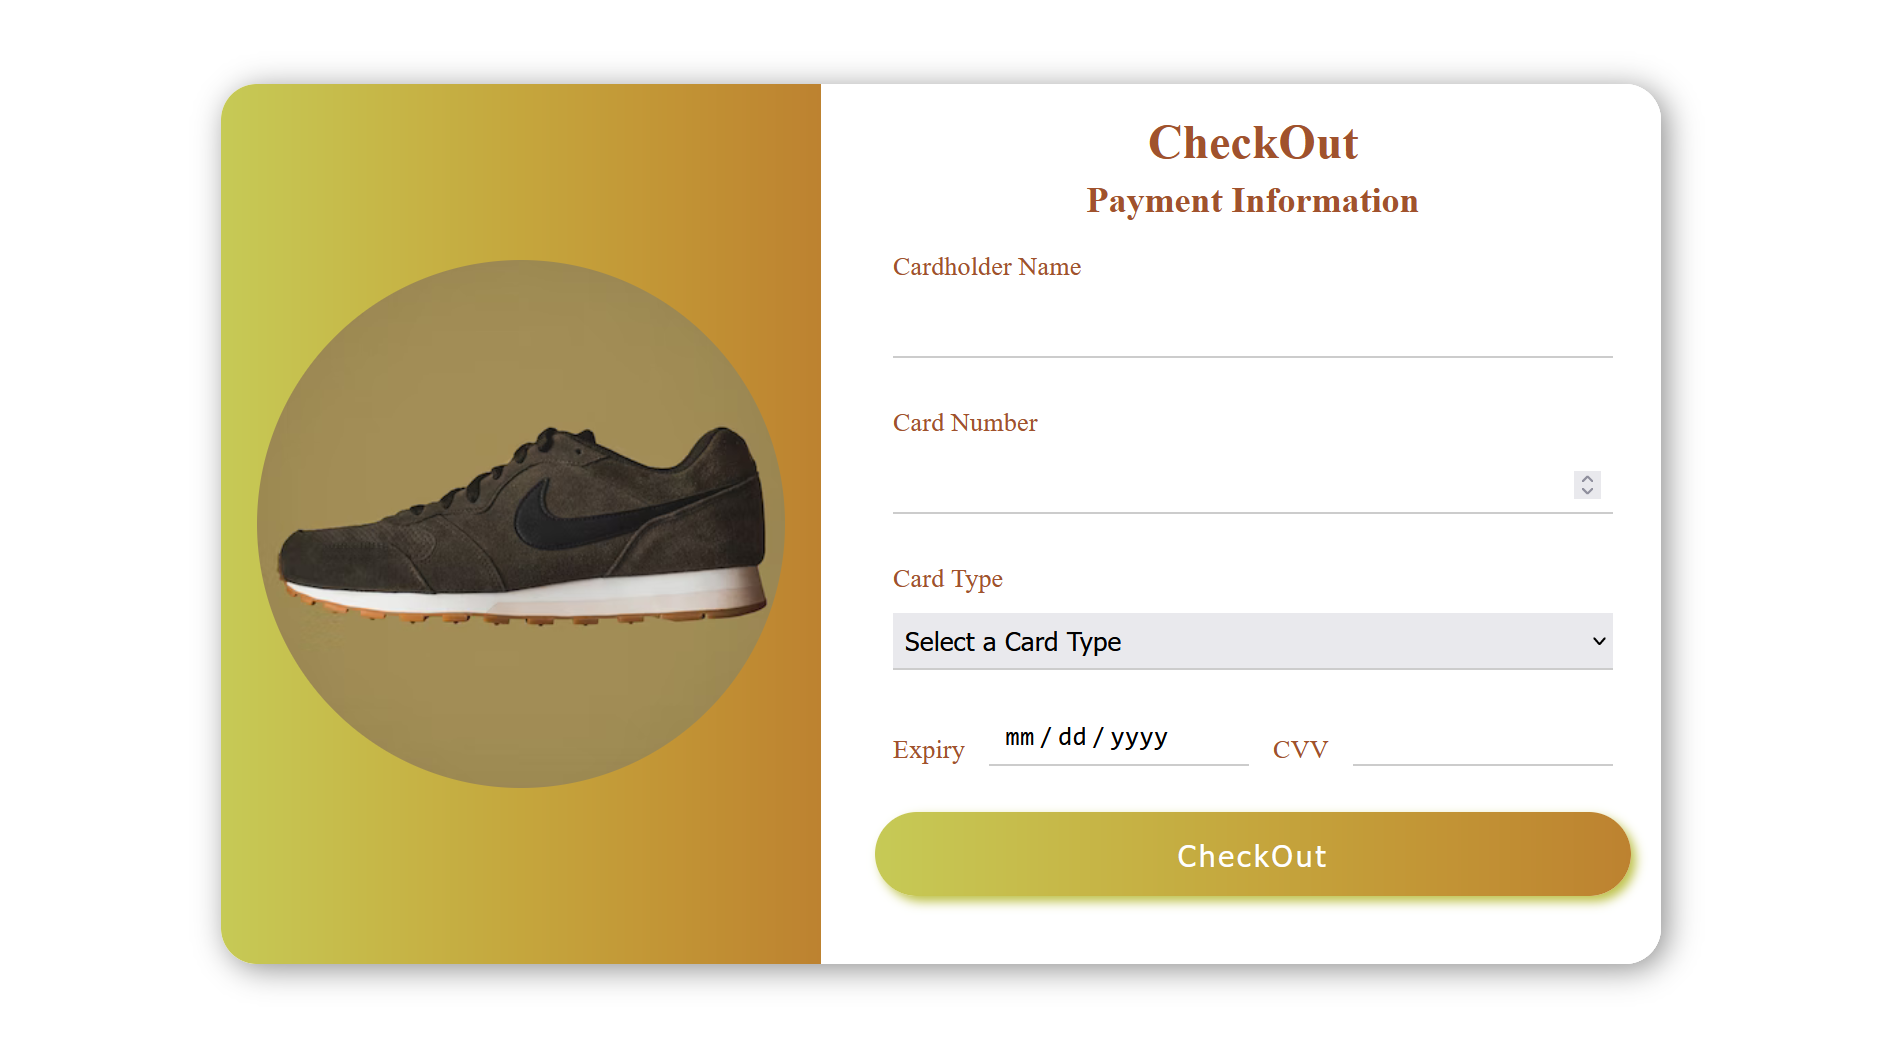 CheckOut
Payment Information
Cardholder Name
Card Number
Card Type
Select a Card Type
Expiry mm/dd/yyyy CVV
CheckOut